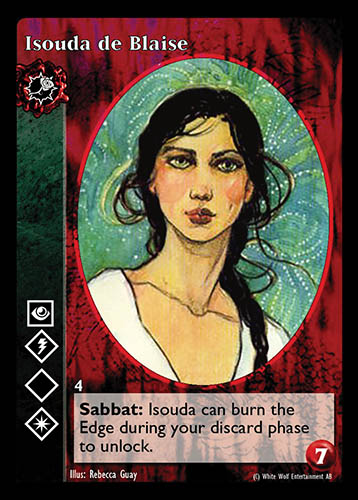 Isouda de Blaise
4
Sabbat: Isouda can burn the
Edge during your discard phase
to unlock.
7
Illus: Rebecca Guay
(C) White Wolf Entertainment AB